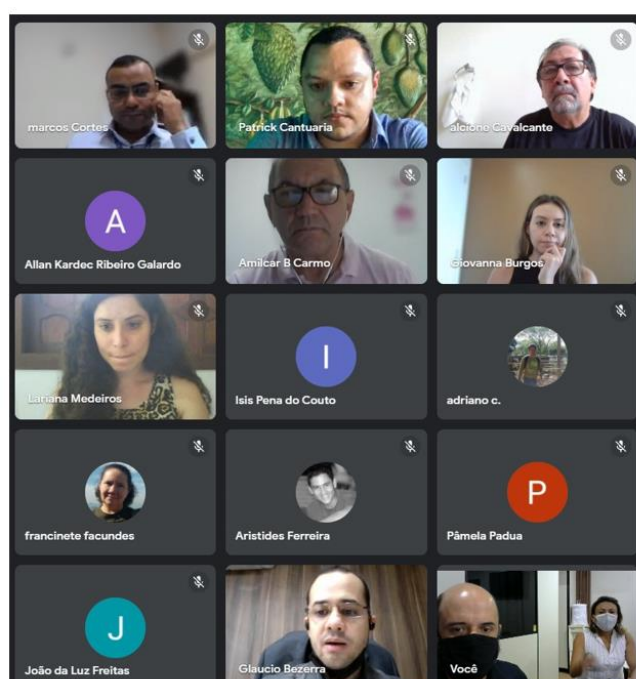 marcos Cortes
Patrick Cantuaria
alcione Cavalcante
A
Allan Kardec Ribeiro Galardo
Amilcar B Carmo
Giovanna Burgos
Lariana Medeiros
I
Isis Pena do Couto
adriano c.
francinete facundes
Aristides Ferreira
P
Pâmela Padua
J
João da Luz Freitas
Glaucio Bezerra
Você